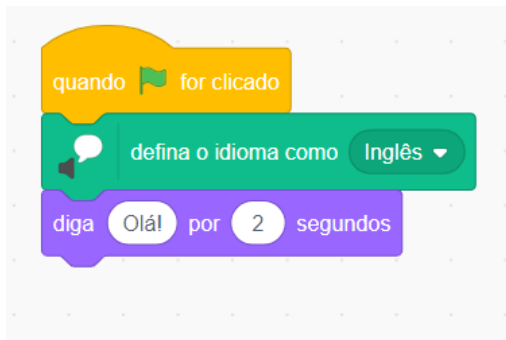 quando for clicado
defina o idioma como Inglês
diga Olá! por 2 segundos